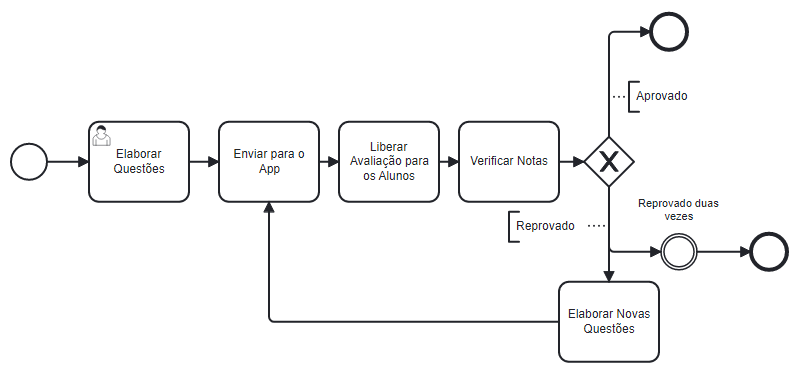 Aprovado
Elaborar
Questões
Enviar para o
App
Liberar
Avaliação para
os Alunos
Verificar Notas
Reprovado
Reprovado duas
vezes
Elaborar Novas
Questões